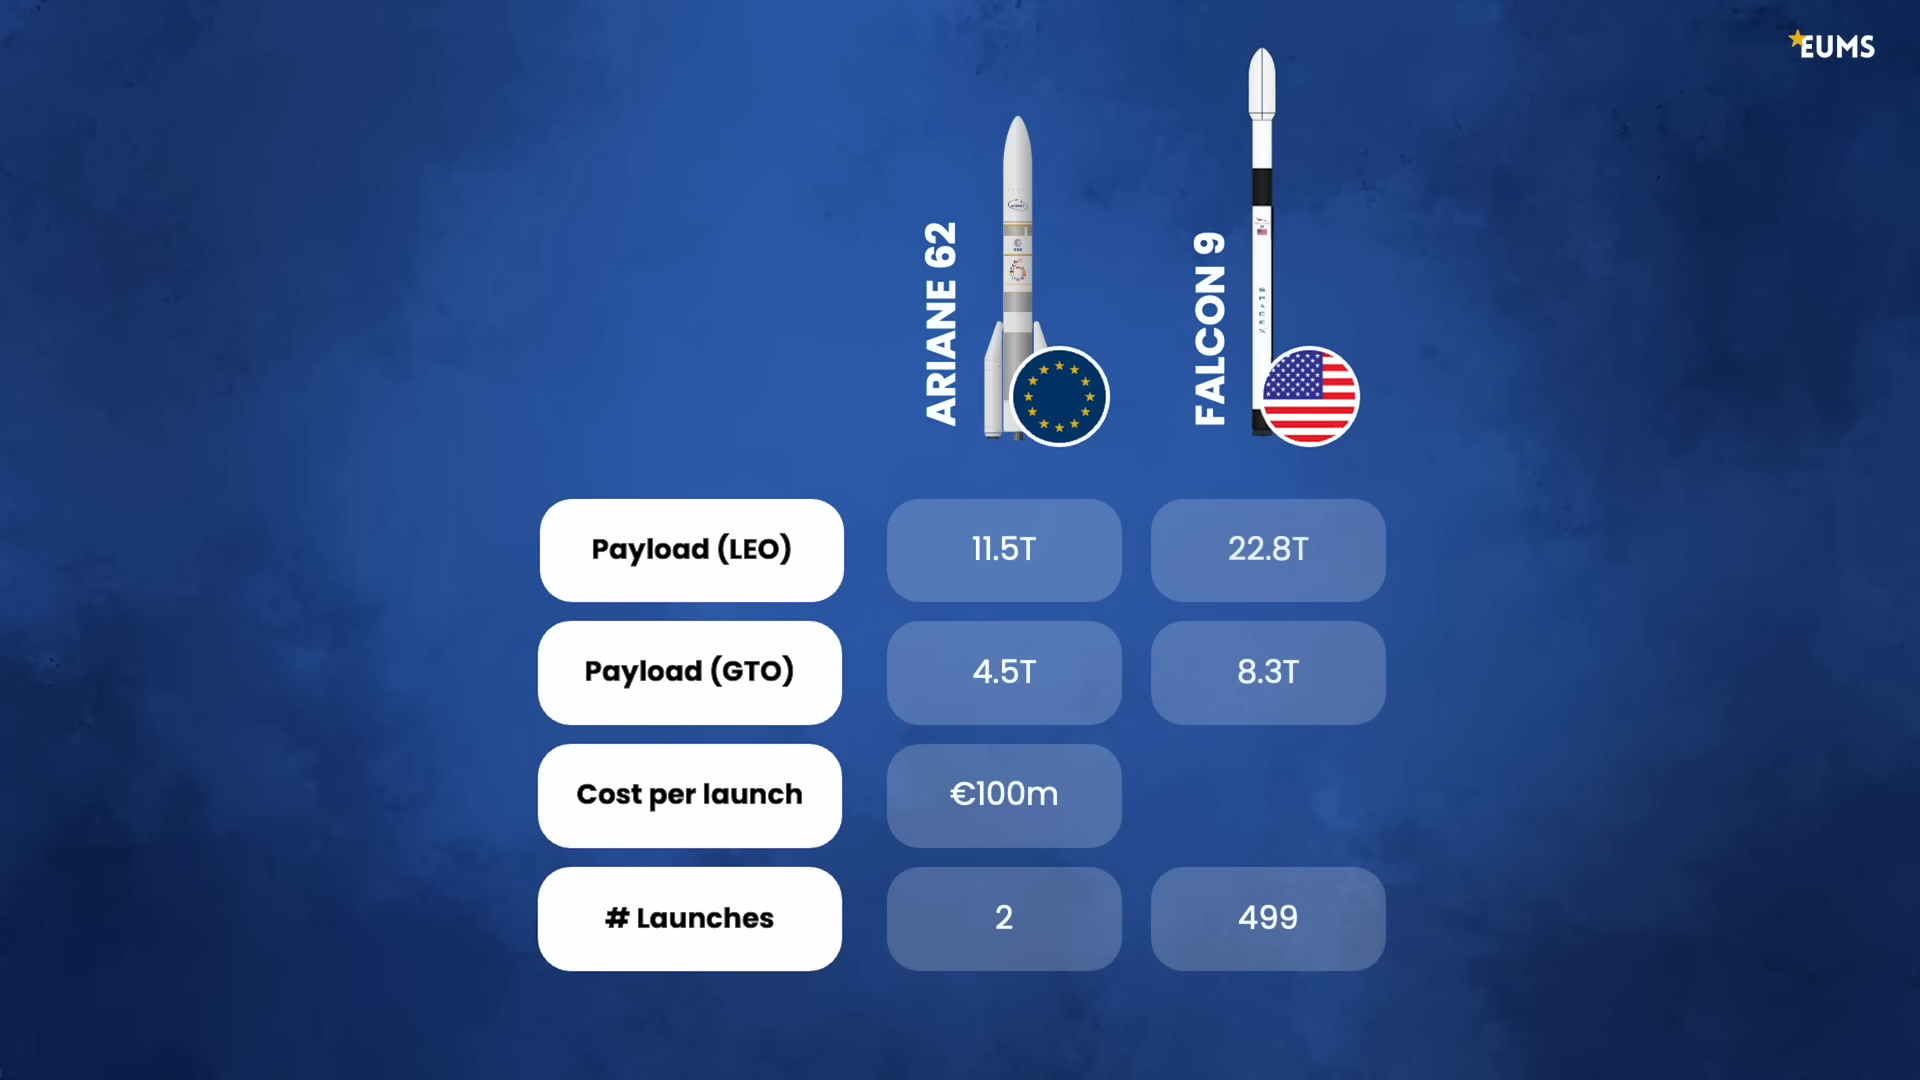 EUMS
ARIANE 62
FALCON 9
SPACEX
Payload (LEO)
11.5T
22.8T
Payload (GTO)
4.5T
8.3T
Cost per launch
€100m
# Launches
2
499